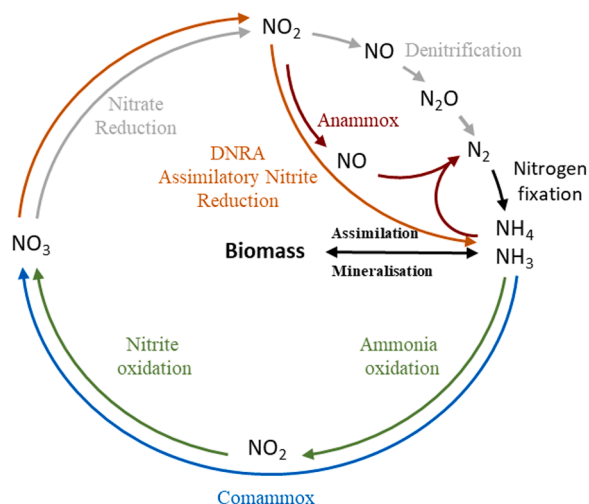 NO₂
NO
Denitrification
Nitrate
Reduction
N₂O
Anammox
DNRA
Assimilatory Nitrite
Reduction
NO
N₂
Nitrogen
fixation
NO₃
Biomass
Assimilation
Mineralisation
NH₄
NH₃
Nitrite
oxidation
Ammonia
oxidation
NO₂
Comammox